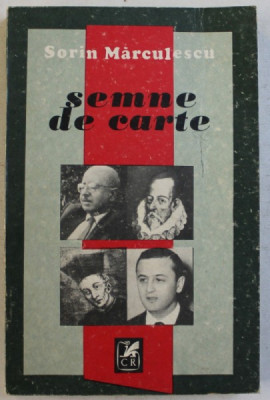 Sorin Mărculescu
semne
de carte
CR